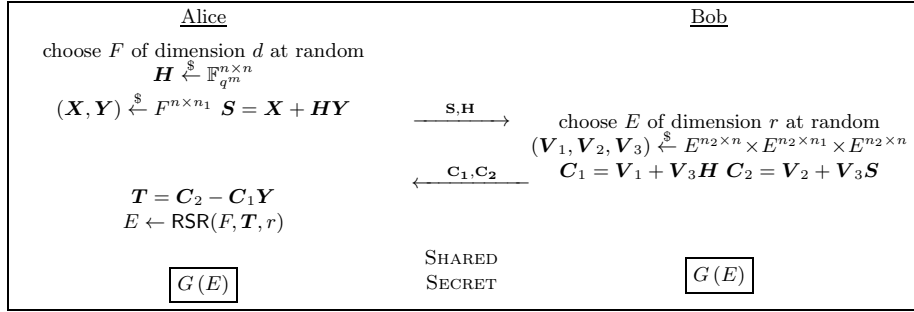 Alice
Bob
choose F of dimension d at random
H $← 𝔽_{q^m}^{n×n}
(X, Y) $← F^{n×n_1} S = X + HY
S,H
choose E of dimension r at random
(V_1, V_2, V_3) $← E^{n_2×n} × E^{n_2×n_1} × E^{n_2×n}
C_1 = V_1 + V_3H C_2 = V_2 + V_3S
C_1,C_2
T = C_2 − C_1Y
E ← RSR(F, T, r)
SHARED
SECRET
G (E)
G (E)